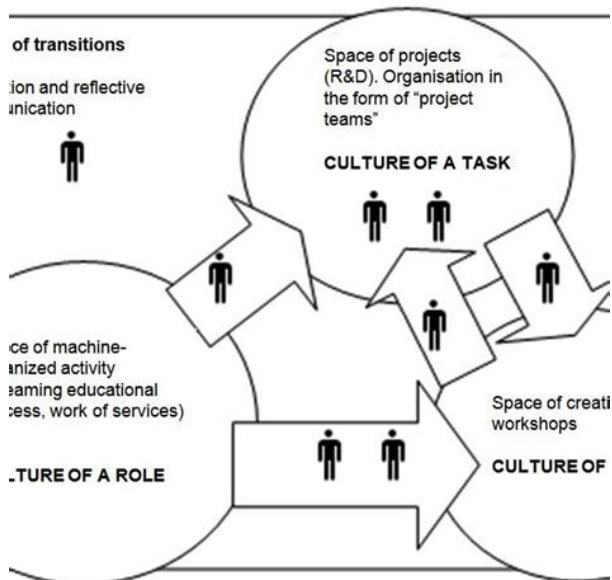 of transitions
tion and reflective
unication
Space of projects
(R&D). Organisation in
the form of “project
teams”
CULTURE OF A TASK
ce of machine-
anized activity
eaming educational
cess, work of services)
LTURE OF A ROLE
Space of creati
workshops
CULTURE OF